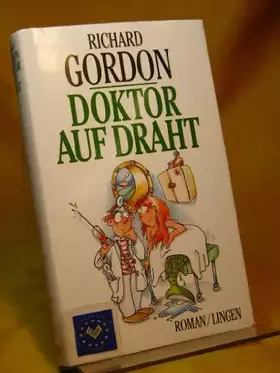 RICHARD
GORDON
DOKTOR
AUF DRAHT
ROMAN/LINGEN